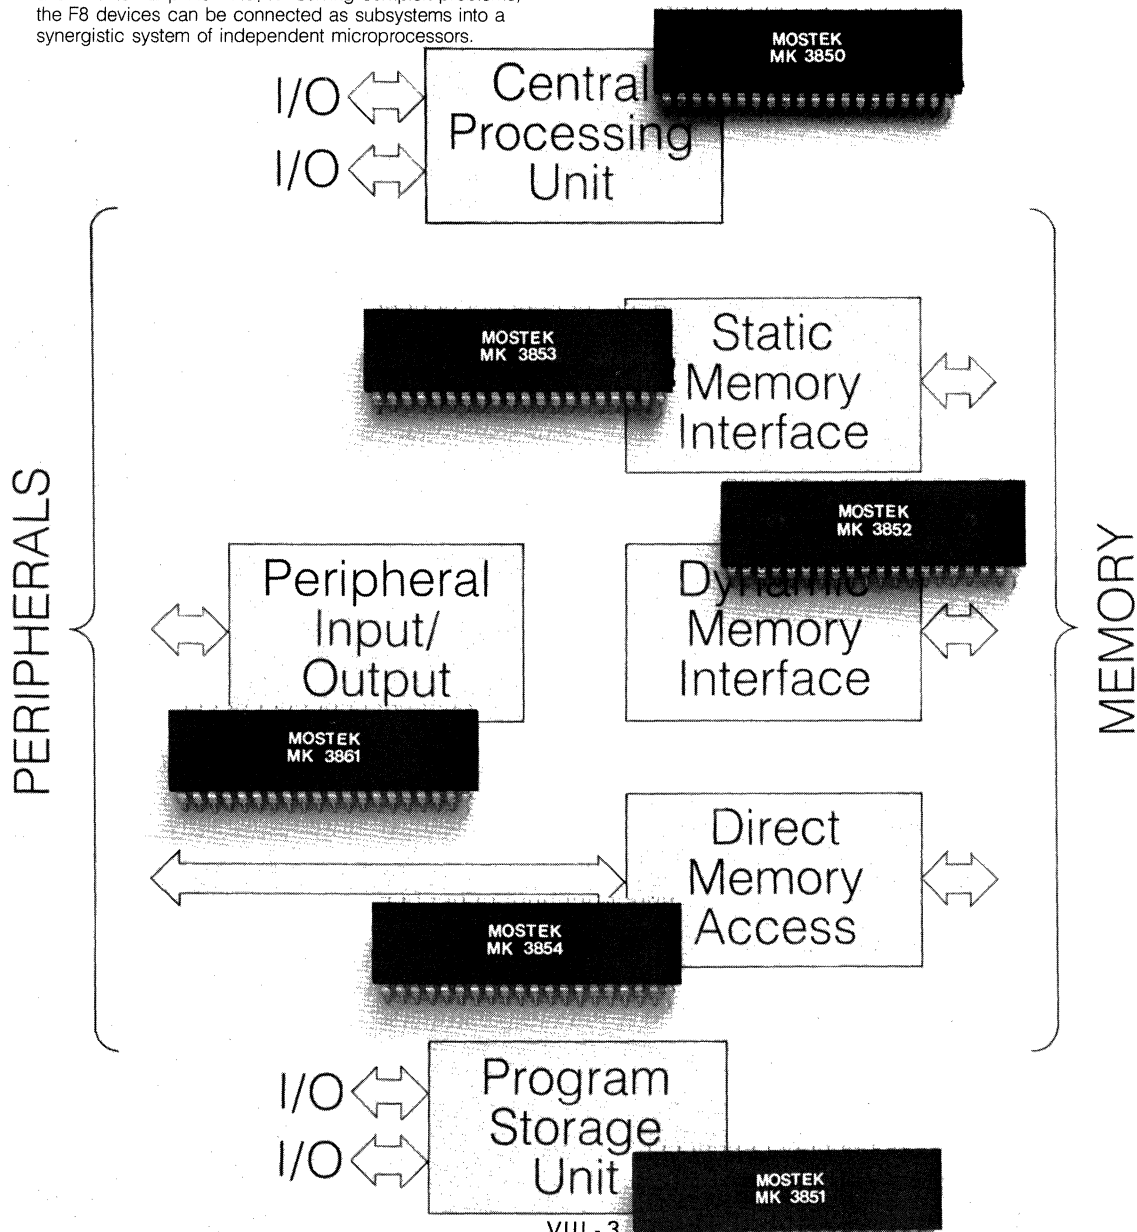 the F8 devices can be connected as subsystems into a
synergistic system of independent microprocessors.
MOSTEK
MK 3850
I/O
I/O
Central
Processing
Unit
MOSTEK
MK 3853
Static
Memory
Interface
PERIPHERALS
MEMORY
MOSTEK
MK 3852
Peripheral
Input/
Output
Dynamic
Memory
Interface
MOSTEK
MK 3861
Direct
Memory
Access
MOSTEK
MK 3854
I/O
I/O
Program
Storage
Unit
MOSTEK
MK 3851
VIII-3